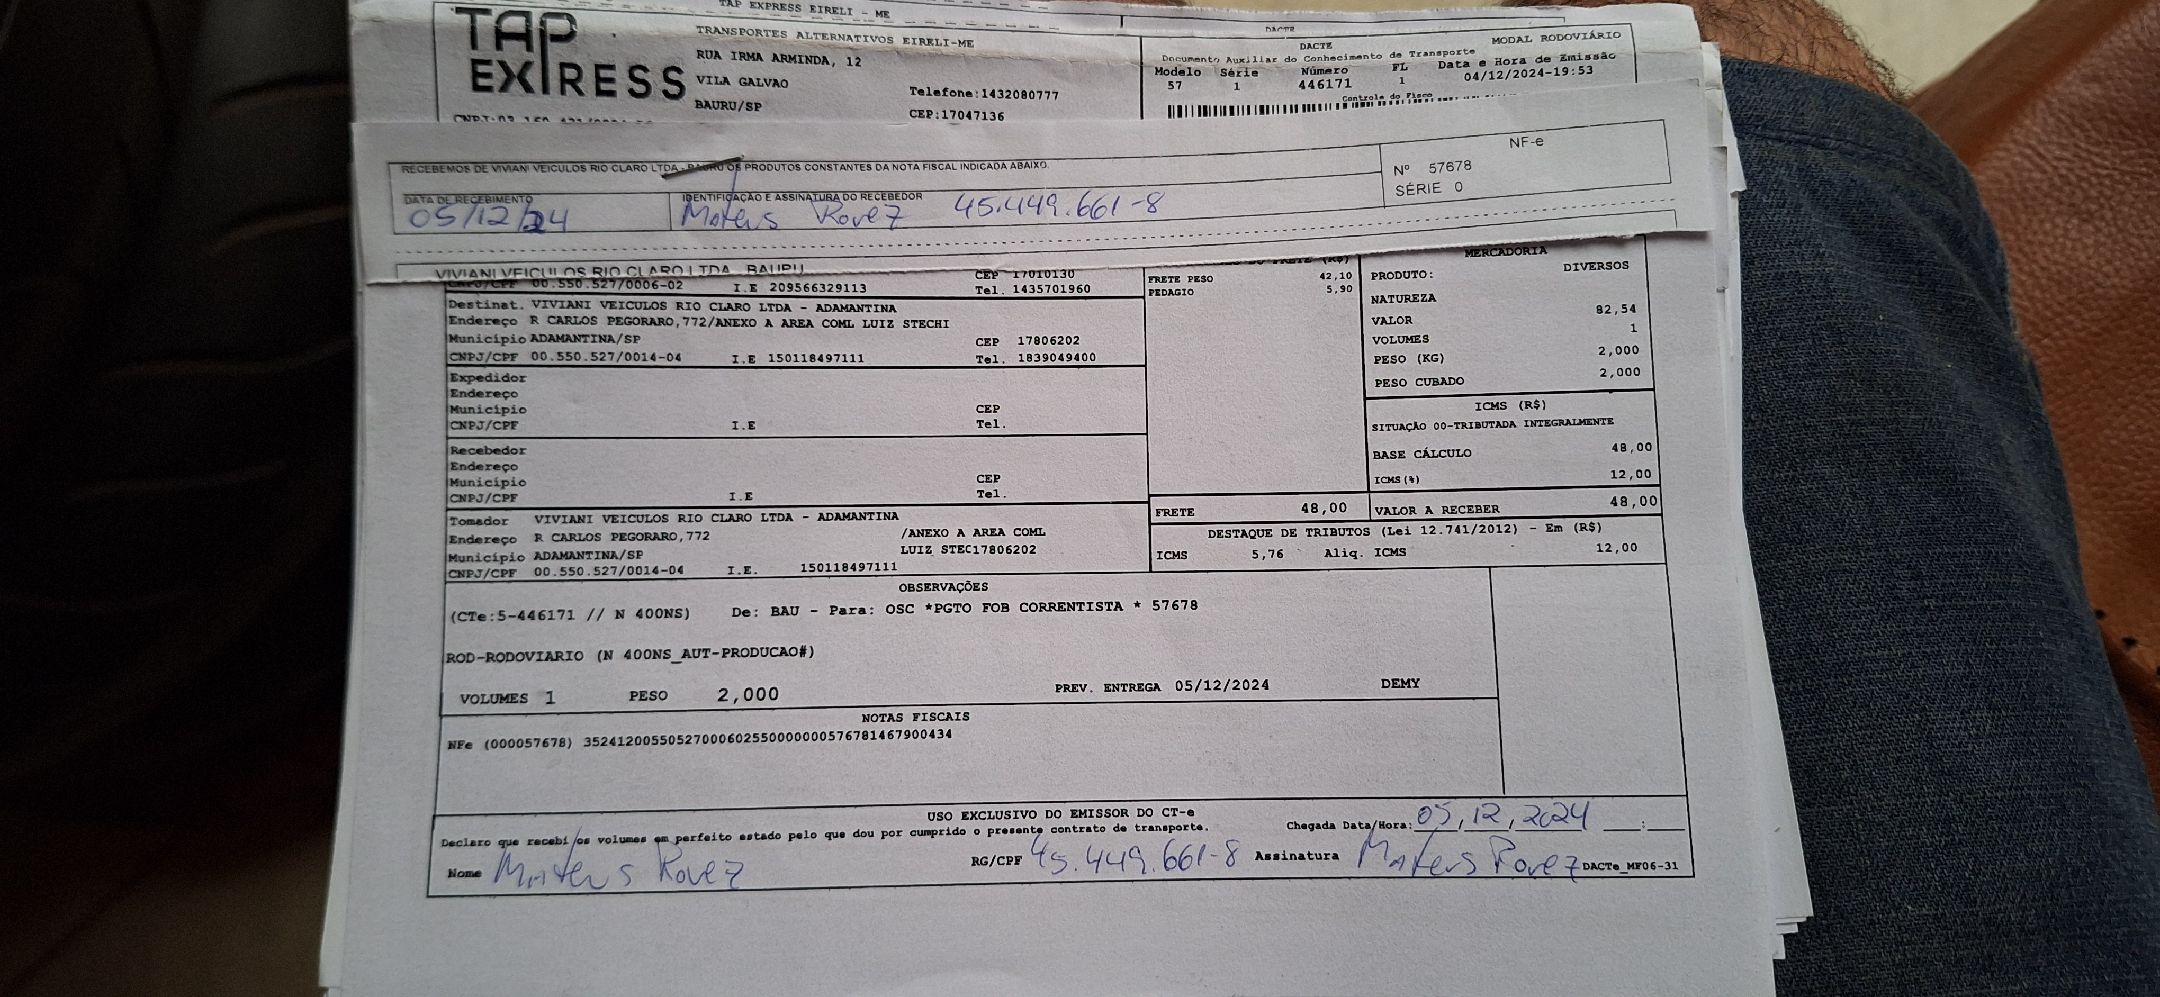 TAP EXPRESS EIRELI - ME
TAP
EXPRESS
TRANSPORTES ALTERNATIVOS EIRELI-ME
RUA IRMA ARMINDA, 12
VILA GALVAO
BAURU/SP
Telefone:1432080777
CEP:17047136
DACTE
DACTE
MODAL RODOVIÁRIO
Documento Auxiliar do Conhecimento de Transporte
Modelo Série Número FL Data e Hora de Emissão
57 1 446171 1 04/12/2024-19:53
Controle do Fisco
RECEBEMOS DE VIVIANI VEICULOS RIO CLARO LTDA - BAURU OS PRODUTOS CONSTANTES DA NOTA FISCAL INDICADA ABAIXO.
NF-e
Nº 57678
SÉRIE 0
DATA DE RECEBIMENTO
05/12/24
IDENTIFICAÇÃO E ASSINATURA DO RECEBEDOR
Mateus Rovez 45.449.661-8
VIVIANI VEICULOS RIO CLARO LTDA BAURU
CEP 17010130
CNPJ/CPF 00.550.527/0006-02 I.E 209566329113 Tel. 1435701960
Destinat. VIVIANI VEICULOS RIO CLARO LTDA - ADAMANTINA
Endereço R CARLOS PEGORARO,772/ANEXO A AREA COML LUIZ STECHI
Município ADAMANTINA/SP CEP 17806202
CNPJ/CPF 00.550.527/0014-04 I.E 150118497111 Tel. 1839049400
Expedidor
Endereço
Município CEP
CNPJ/CPF I.E Tel.
Recebedor
Endereço
Município CEP
CNPJ/CPF I.E Tel.
Tomador VIVIANI VEICULOS RIO CLARO LTDA - ADAMANTINA
Endereço R CARLOS PEGORARO,772 /ANEXO A AREA COML
Município ADAMANTINA/SP LUIZ STEC17806202
CNPJ/CPF 00.550.527/0014-04 I.E. 150118497111
FRETE PESO 42,10
PEDAGIO 5,90
FRETE 48,00
MERCADORIA
PRODUTO: DIVERSOS
NATUREZA
VALOR 82,54
VOLUMES 1
PESO (KG) 2,000
PESO CUBADO 2,000
ICMS (R$)
SITUAÇÃO 00-TRIBUTADA INTEGRALMENTE
BASE CÁLCULO 48,00
ICMS(%) 12,00
VALOR A RECEBER 48,00
DESTAQUE DE TRIBUTOS (Lei 12.741/2012) - Em (R$)
ICMS 5,76 Aliq. ICMS 12,00
OBSERVAÇÕES
(CTe:5-446171 // N 400NS) De: BAU - Para: OSC *PGTO FOB CORRENTISTA * 57678
ROD-RODOVIARIO (N 400NS_AUT-PRODUCAO#)
VOLUMES 1 PESO 2,000 PREV. ENTREGA 05/12/2024 DEMY
NOTAS FISCAIS
NFe (000057678) 35241200550527000602550000000576781467900434
USO EXCLUSIVO DO EMISSOR DO CT-e
Declaro que recebi os volumes em perfeito estado pelo que dou por cumprido o presente contrato de transporte. Chegada Data/Hora: 05,12,2024 :
Nome Mateus Rovez RG/CPF 45.449.661-8 Assinatura Mateus Rovez DACTe_MF06-31